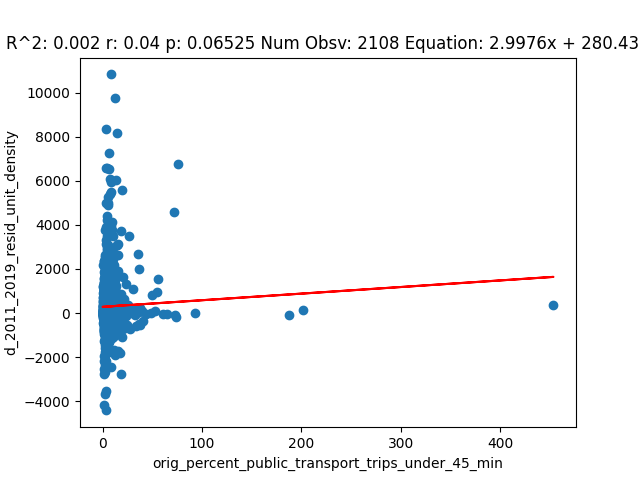 R^2: 0.002 r: 0.04 p: 0.06525 Num Obsv: 2108 Equation: 2.9976x + 280.43
10000
8000
6000
4000
2000
0
−2000
−4000
d_2011_2019_resid_unit_density
0 100 200 300 400
orig_percent_public_transport_trips_under_45_min